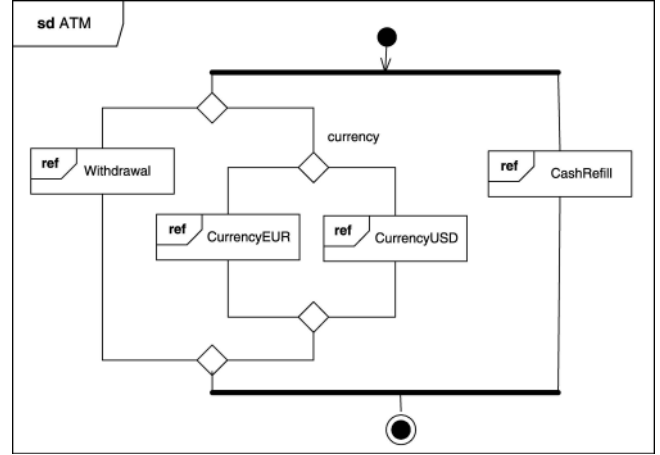 sd ATM
currency
ref Withdrawal
ref CashRefill
ref CurrencyEUR
ref CurrencyUSD